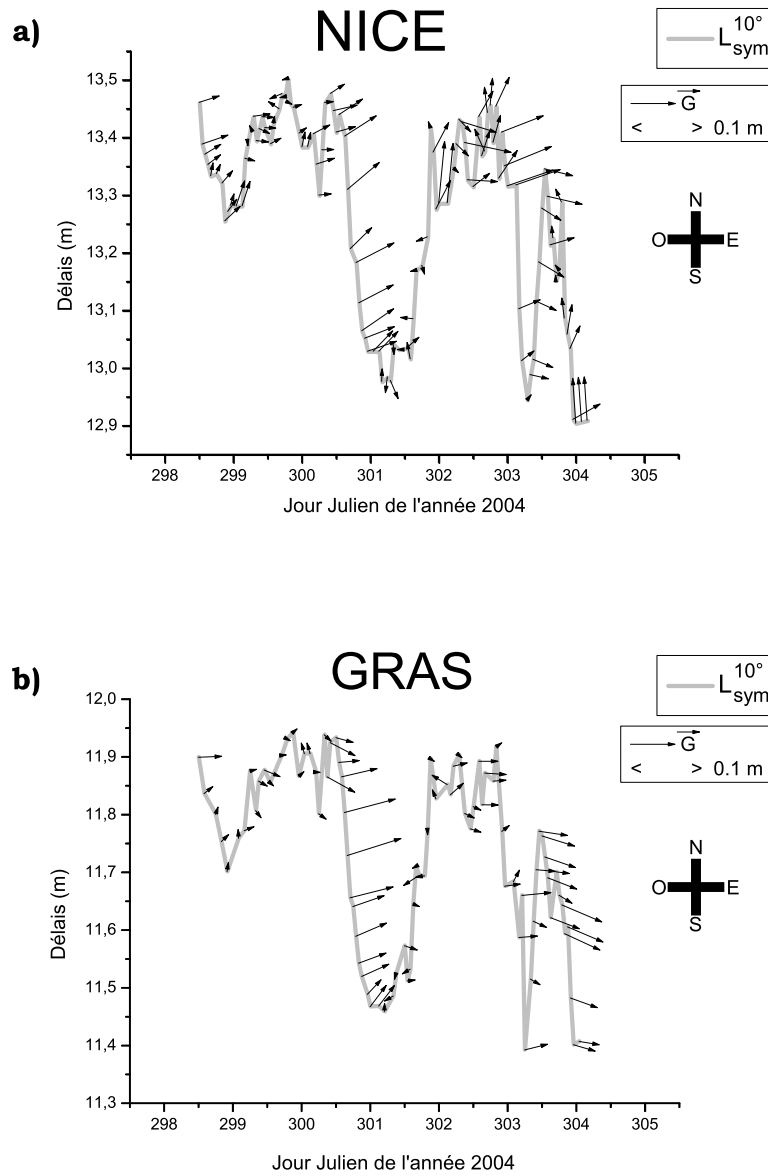 a)
NICE
L sym 10°
G
< > 0.1 m
N
O E
S
Délais (m)
13,5
13,4
13,3
13,2
13,1
13,0
12,9
298 299 300 301 302 303 304 305
Jour Julien de l'année 2004
b)
GRAS
L sym 10°
G
< > 0.1 m
N
O E
S
Délais (m)
12,0
11,9
11,8
11,7
11,6
11,5
11,4
11,3
298 299 300 301 302 303 304 305
Jour Julien de l'année 2004